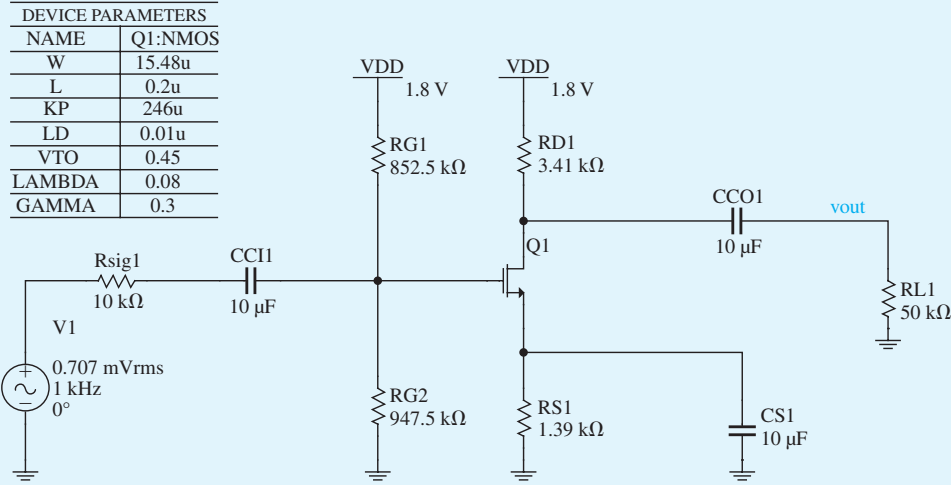 DEVICE PARAMETERS
NAME Q1:NMOS
W 15.48u
L 0.2u
KP 246u
LD 0.01u
VTO 0.45
LAMBDA 0.08
GAMMA 0.3
VDD
1.8 V
VDD
1.8 V
RG1
852.5 kΩ
RD1
3.41 kΩ
CCO1
10 µF
vout
Q1
Rsig1
10 kΩ
CCI1
10 µF
RL1
50 kΩ
V1
0.707 mVrms
1 kHz
0°
RG2
947.5 kΩ
RS1
1.39 kΩ
CS1
10 µF